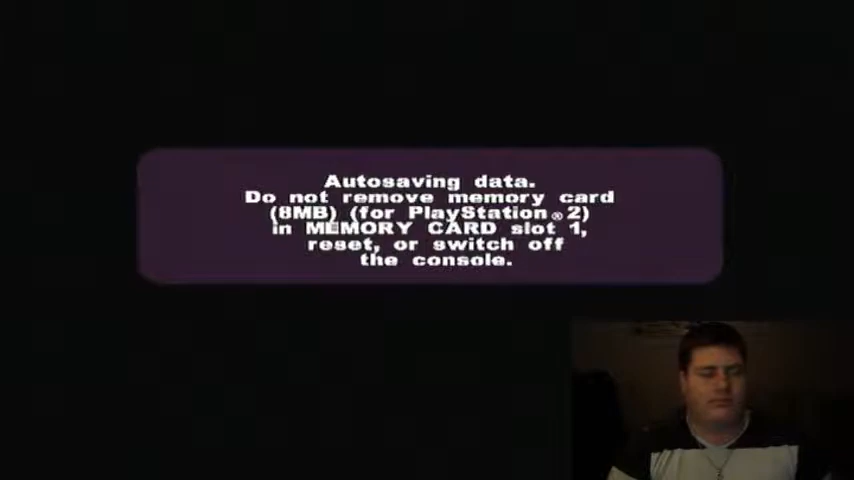 Autosaving data.
Do not remove memory card
(8MB) (for PlayStation®2)
in MEMORY CARD slot 1,
reset, or switch off
the console.